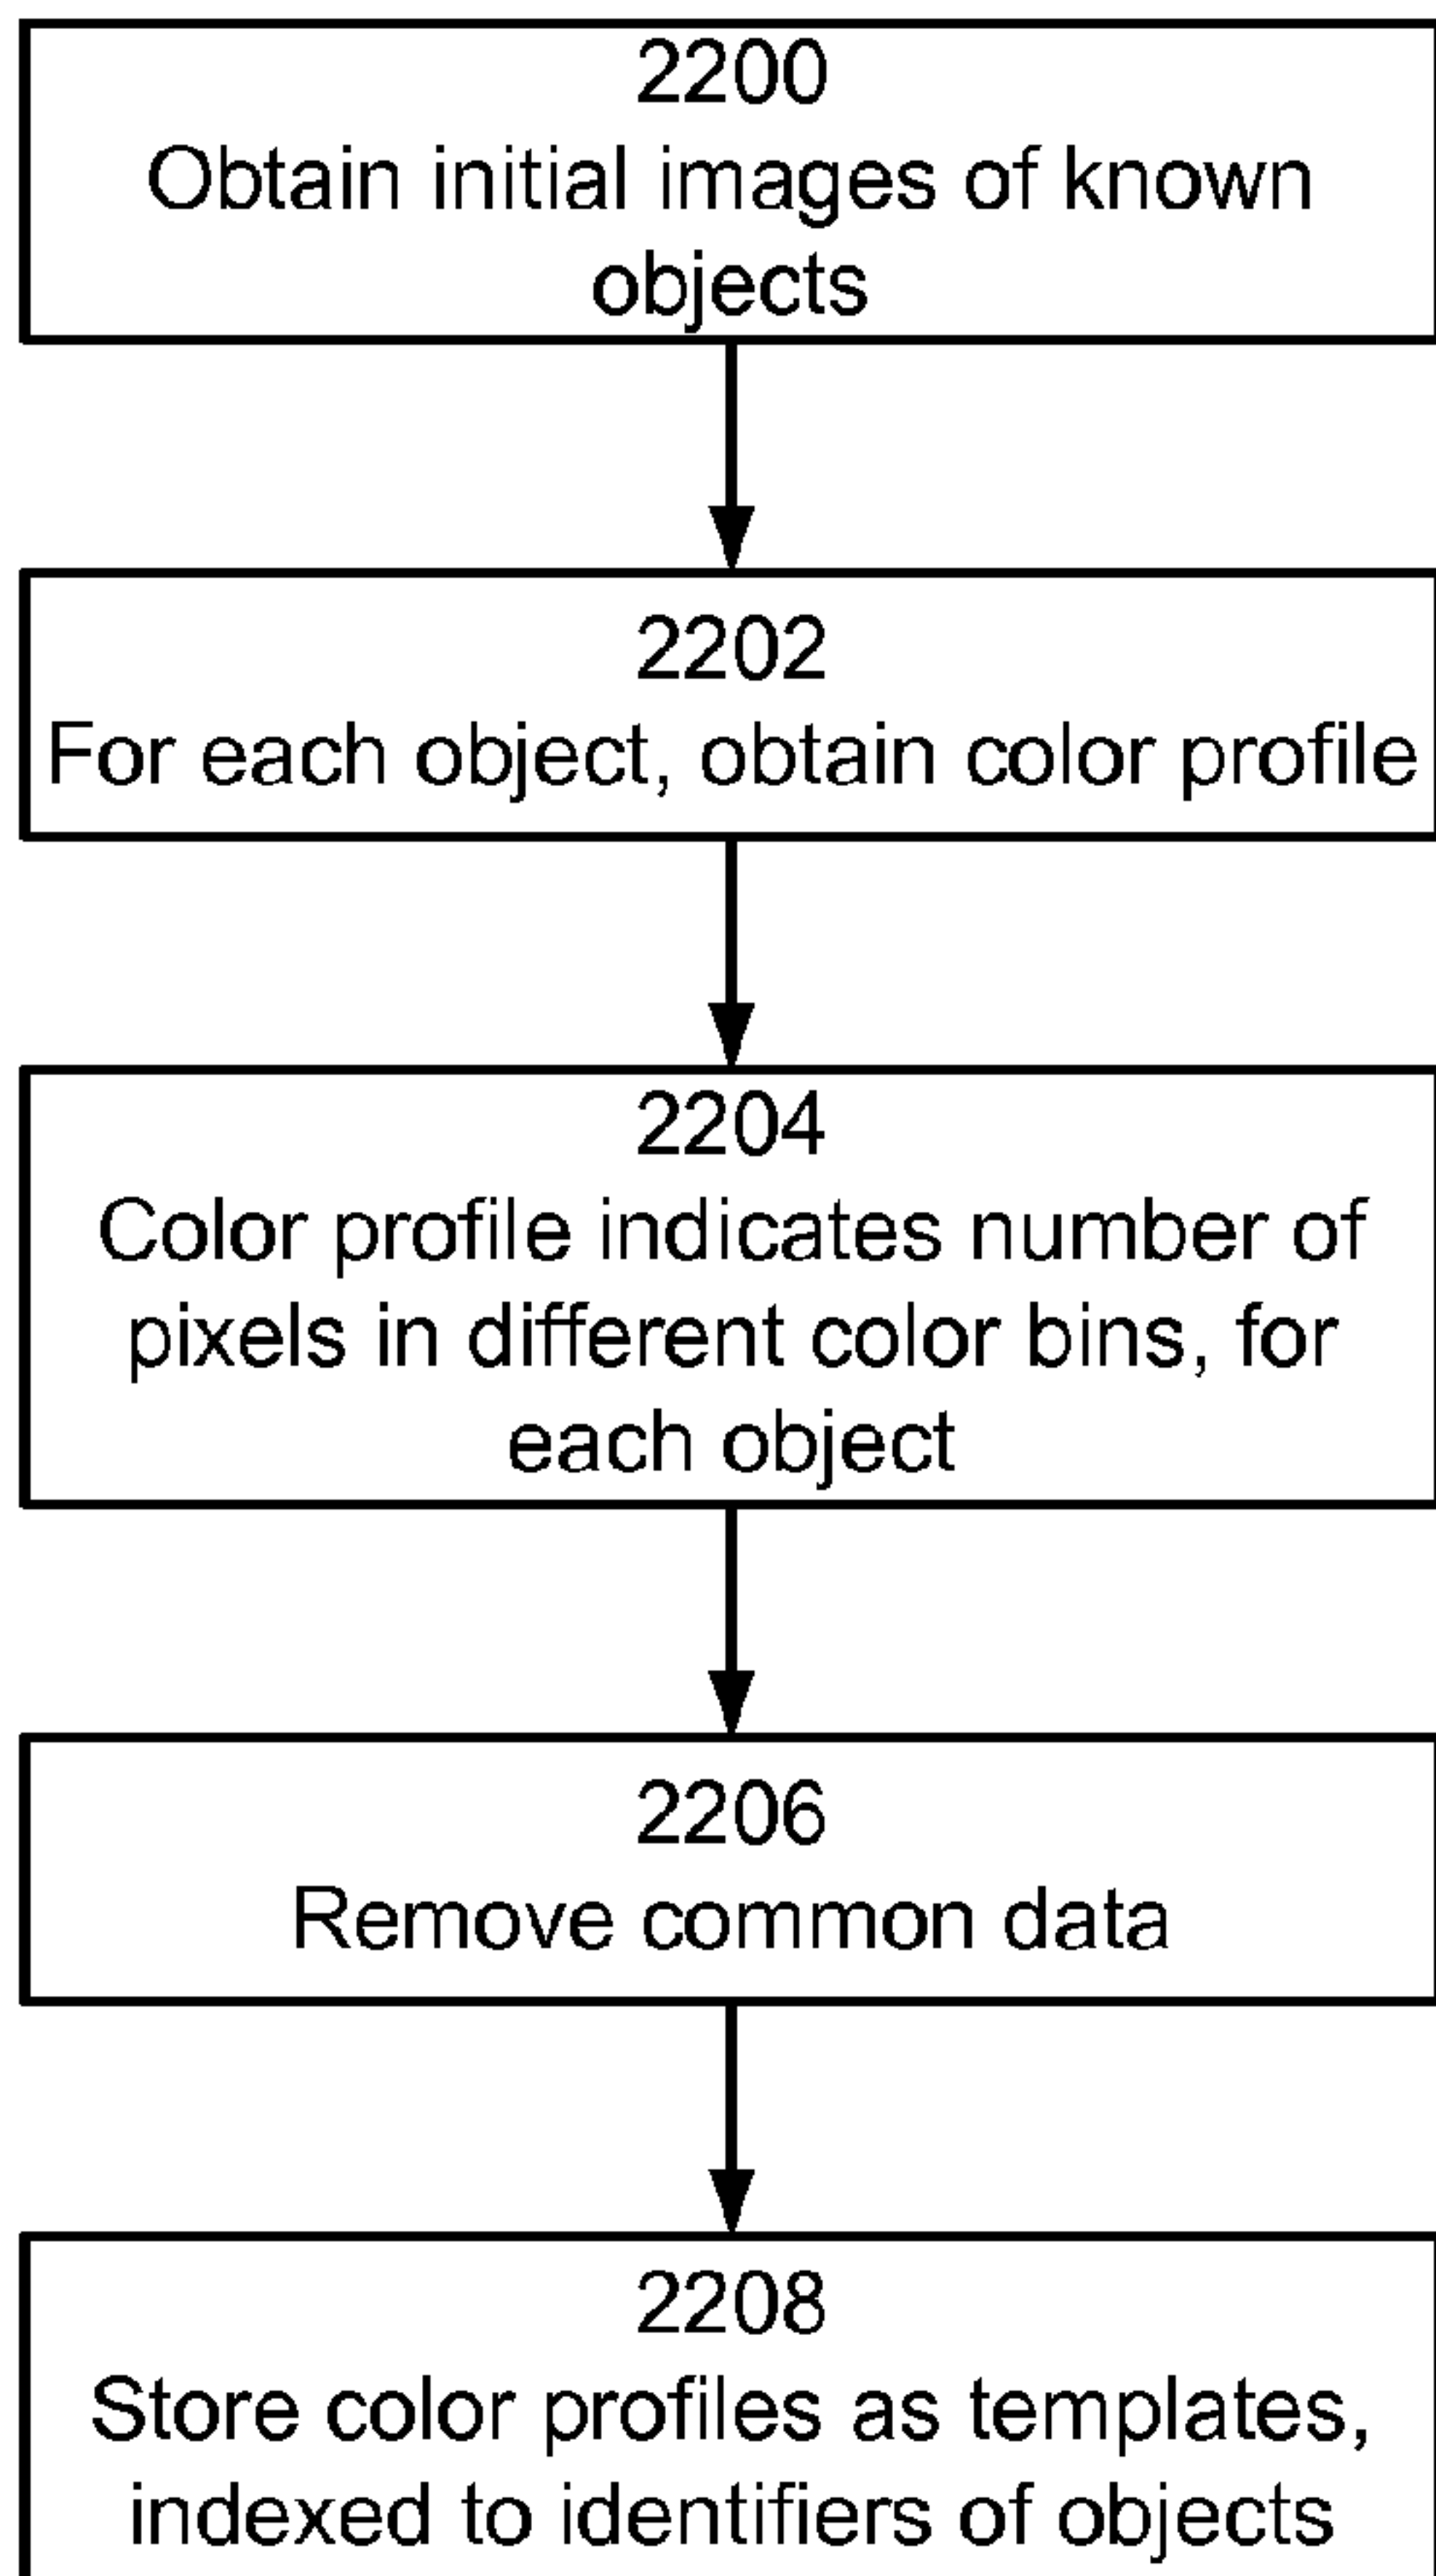 2200
Obtain initial images of known
objects
2202
For each object, obtain color profile
2204
Color profile indicates number of
pixels in different color bins, for
each object
2206
Remove common data
2208
Store color profiles as templates,
indexed to identifiers of objects